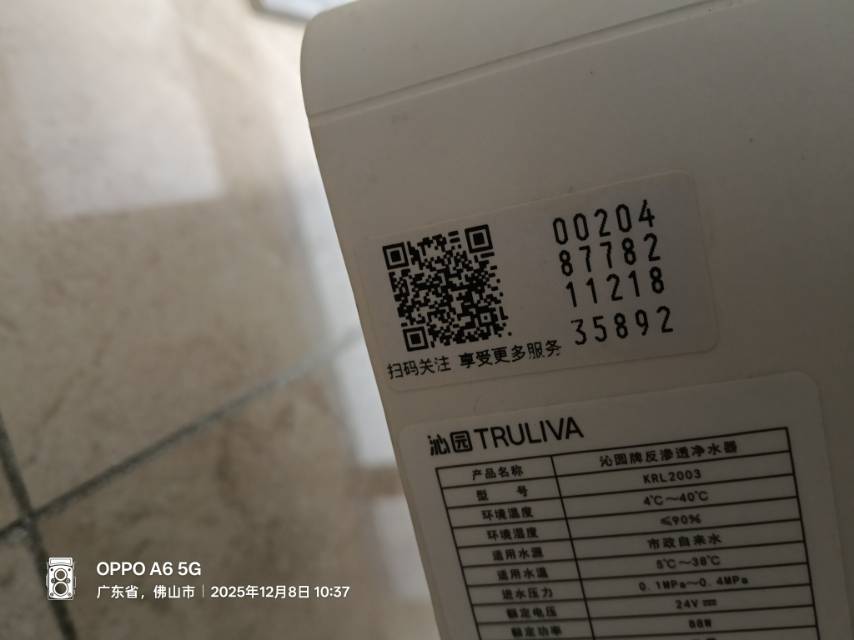 00204
87782
11218
35892
扫码关注 享受更多服务
沁园TRULIVA
产品名称 沁园牌反渗透净水器
型 号 KRL2003
环境温度 4℃～40℃
环境湿度 ≤90%
适用水源 市政自来水
适用水温 5℃～38℃
进水压力 0.1MPa～0.4MPa
额定电压 24V
额定功率 88W
OPPO A6 5G
广东省，佛山市｜2025年12月8日 10:37